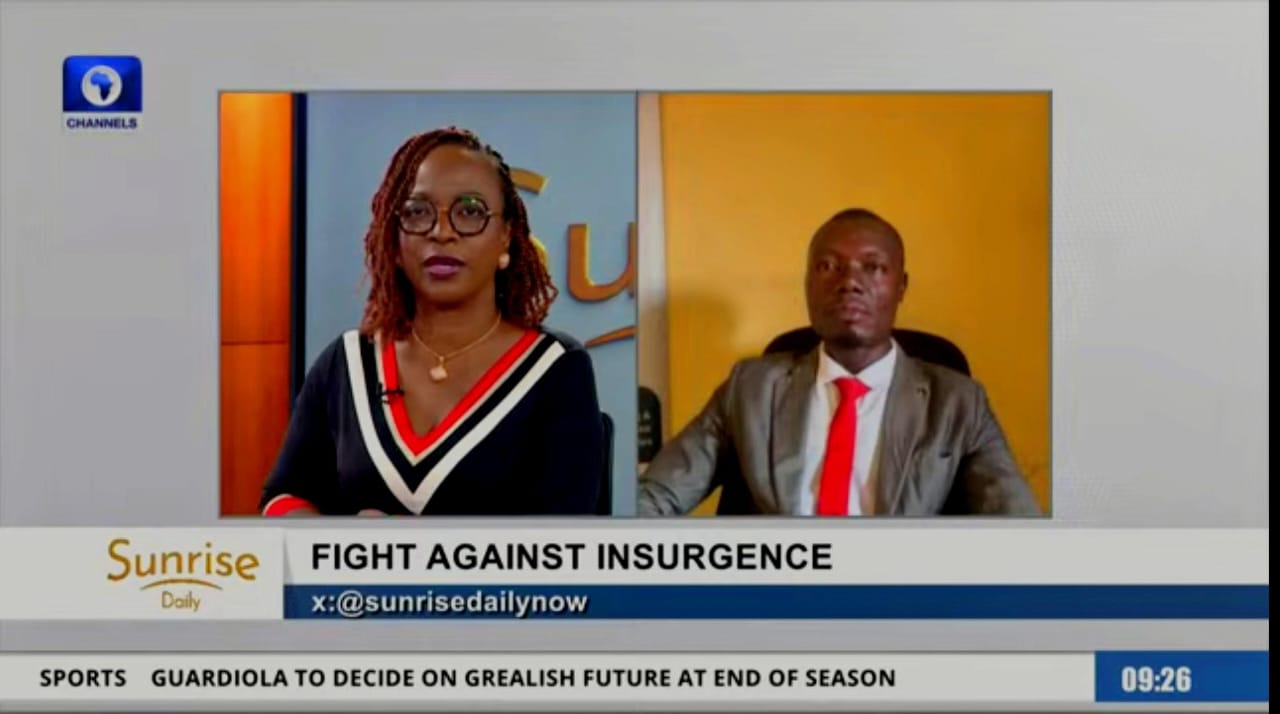 CHANNELS
Su
FIGHT AGAINST INSURGENCE
Sunrise
Daily
x:@sunrisedailynow
SPORTS GUARDIOLA TO DECIDE ON GREALISH FUTURE AT END OF SEASON
09:26